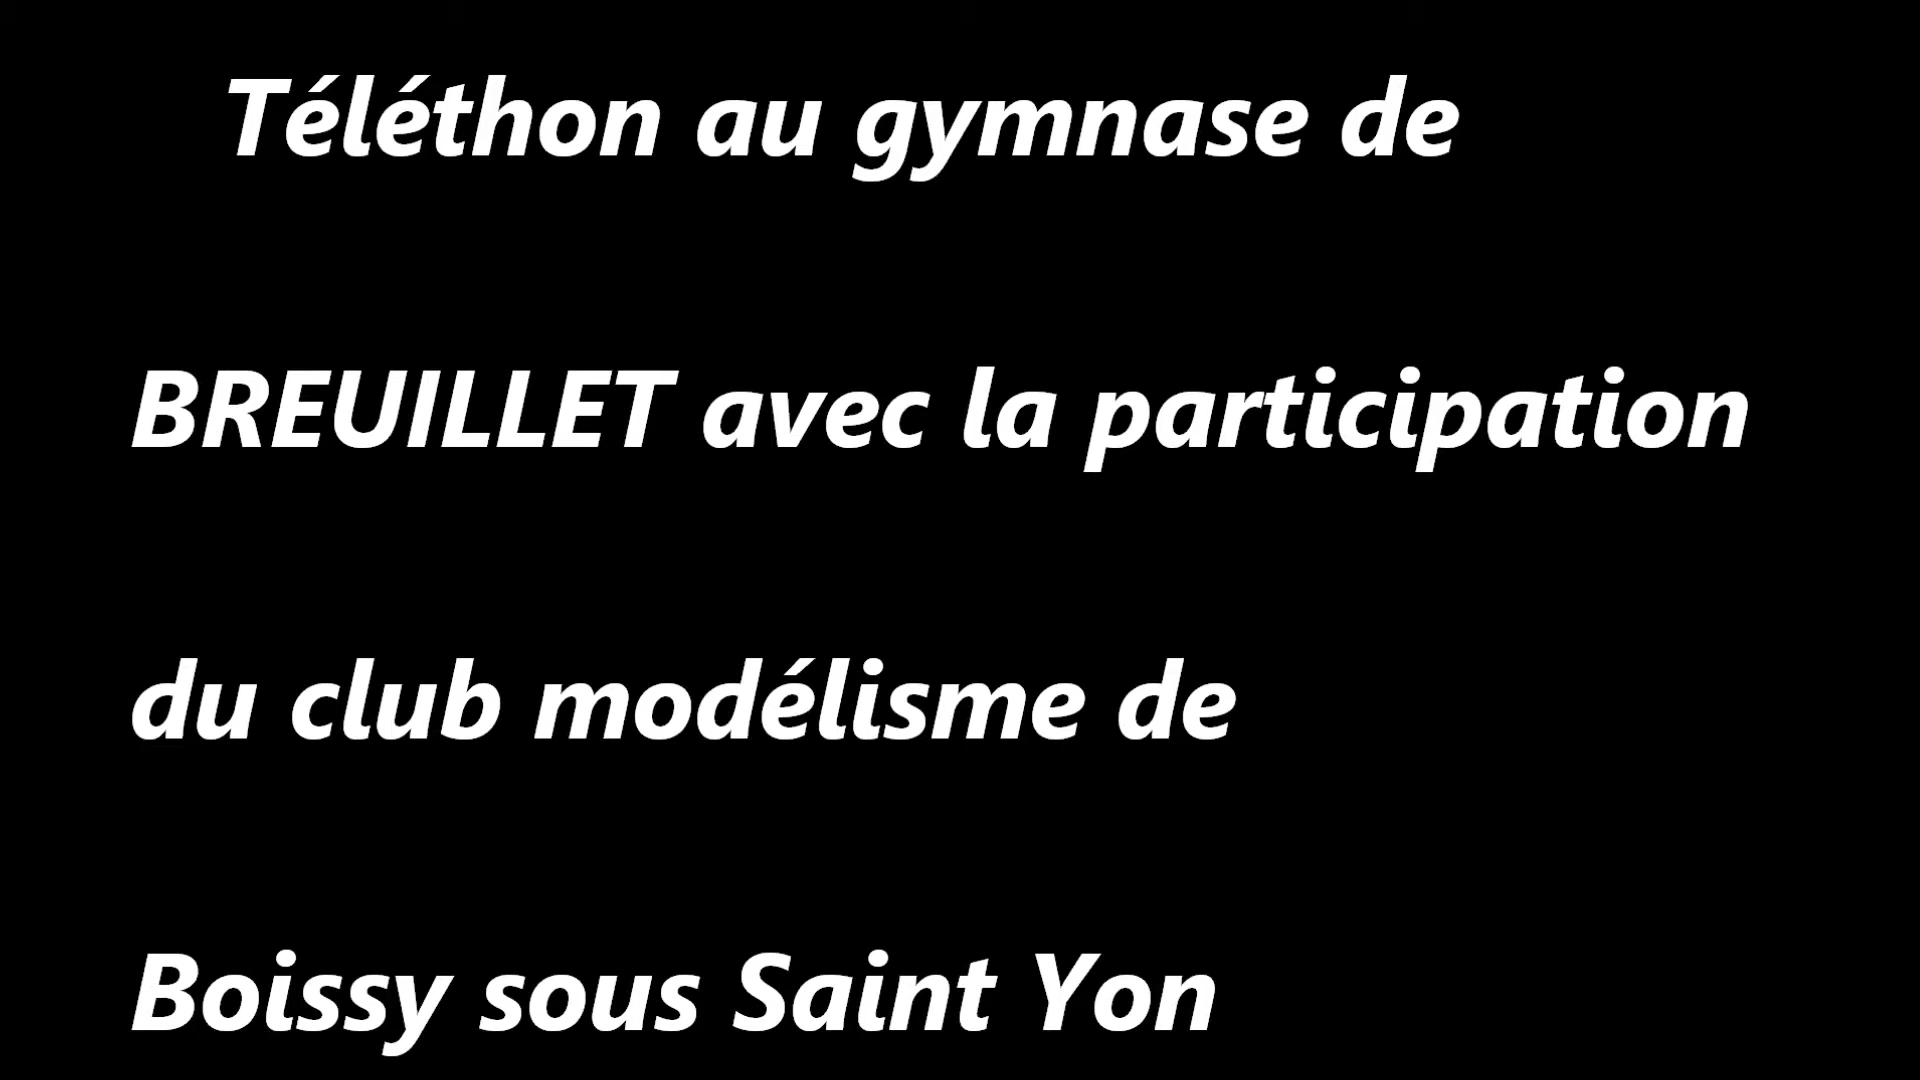 Téléthon au gymnase de
BREUILLET avec la participation
du club modélisme de
Boissy sous Saint Yon